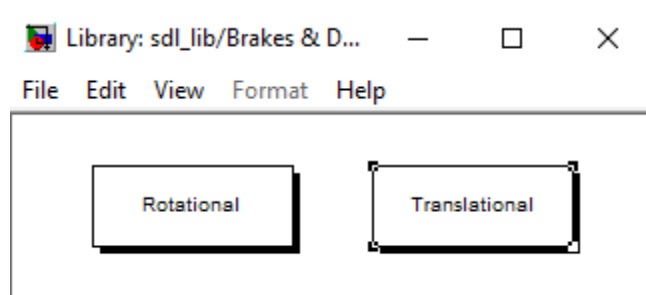 Library: sdl_lib/Brakes & D...
File Edit View Format Help
Rotational Translational